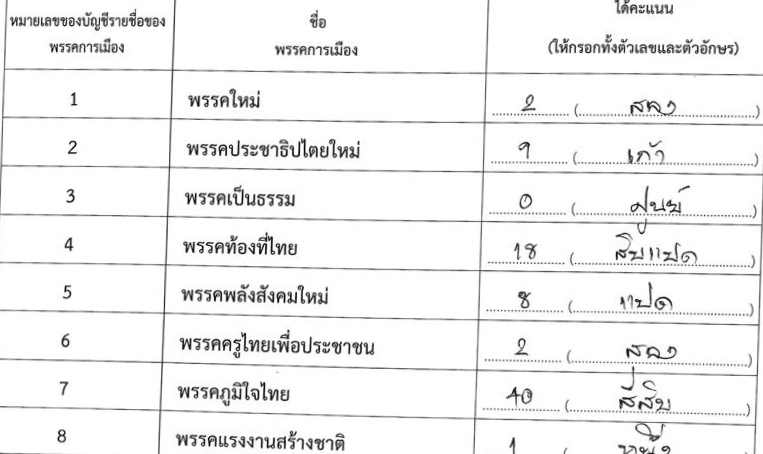 ได้คะแนน
หมายเลขของบัญชีรายชื่อของ ชื่อ
พรรคการเมือง พรรคการเมือง (ให้กรอกทั้งตัวเลขและตัวอักษร)
1 พรรคใหม่ 2 ( สอง )
2 พรรคประชาธิปไตยใหม่ 9 ( เก้า )
3 พรรคเป็นธรรม 0 ( ศูนย์ )
4 พรรคท้องที่ไทย 18 ( สิบแปด )
5 พรรคพลังสังคมใหม่ 8 ( แปด )
6 พรรคครูไทยเพื่อประชาชน 2 ( สอง )
7 พรรคภูมิใจไทย 40 ( สี่สิบ )
8 พรรคแรงงานสร้างชาติ 1 ( หนึ่ง